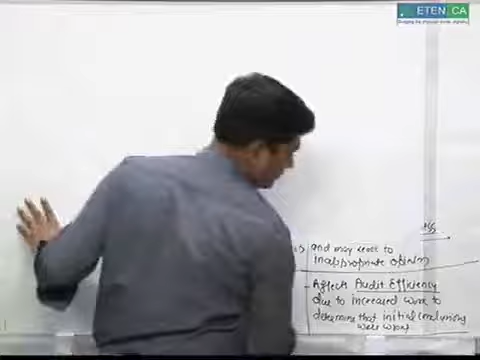 ETEN CA
and may lead to
inappropriate opinion
- Affects Audit Efficiency
due to increased work to
determine that initial conclusions
were wrong